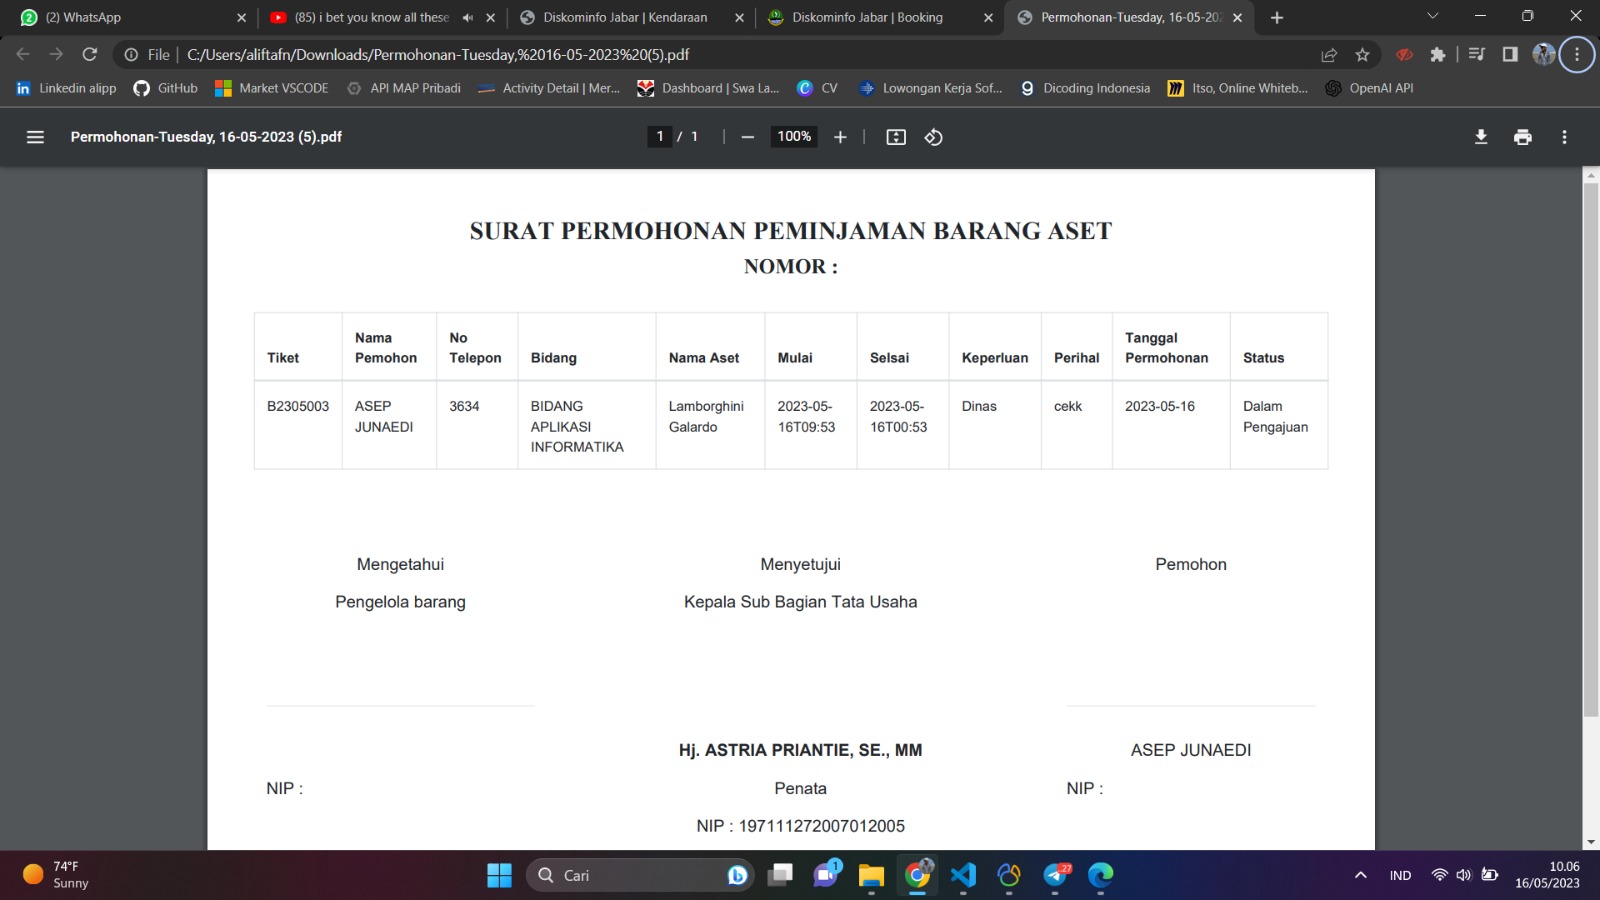 (2) WhatsApp
(85) i bet you know all these
Diskominfo Jabar | Kendaraan
Diskominfo Jabar | Booking
Permohonan-Tuesday, 16-05-202
File
C:/Users/aliftafn/Downloads/Permohonan-Tuesday,%2016-05-2023%20(5).pdf
Linkedin alipp
GitHub
Market VSCODE
API MAP Pribadi
Activity Detail | Mer...
Dashboard | Swa La...
CV
Lowongan Kerja Sof...
Dicoding Indonesia
Itso, Online Whiteb...
OpenAI API
Permohonan-Tuesday, 16-05-2023 (5).pdf
1 / 1
100%
SURAT PERMOHONAN PEMINJAMAN BARANG ASET
NOMOR :
Tiket
Nama
Pemohon
No
Telepon
Bidang
Nama Aset
Mulai
Selsai
Keperluan
Perihal
Tanggal
Permohonan
Status
B2305003
ASEP
JUNAEDI
3634
BIDANG
APLIKASI
INFORMATIKA
Lamborghini
Galardo
2023-05-
16T09:53
2023-05-
16T00:53
Dinas
cekk
2023-05-16
Dalam
Pengajuan
Mengetahui
Pengelola barang
Menyetujui
Kepala Sub Bagian Tata Usaha
Pemohon
Hj. ASTRIA PRIANTIE, SE., MM
ASEP JUNAEDI
NIP :
Penata
NIP :
NIP : 197111272007012005
74°F
Sunny
Cari
1
27
IND
10.06
16/05/2023